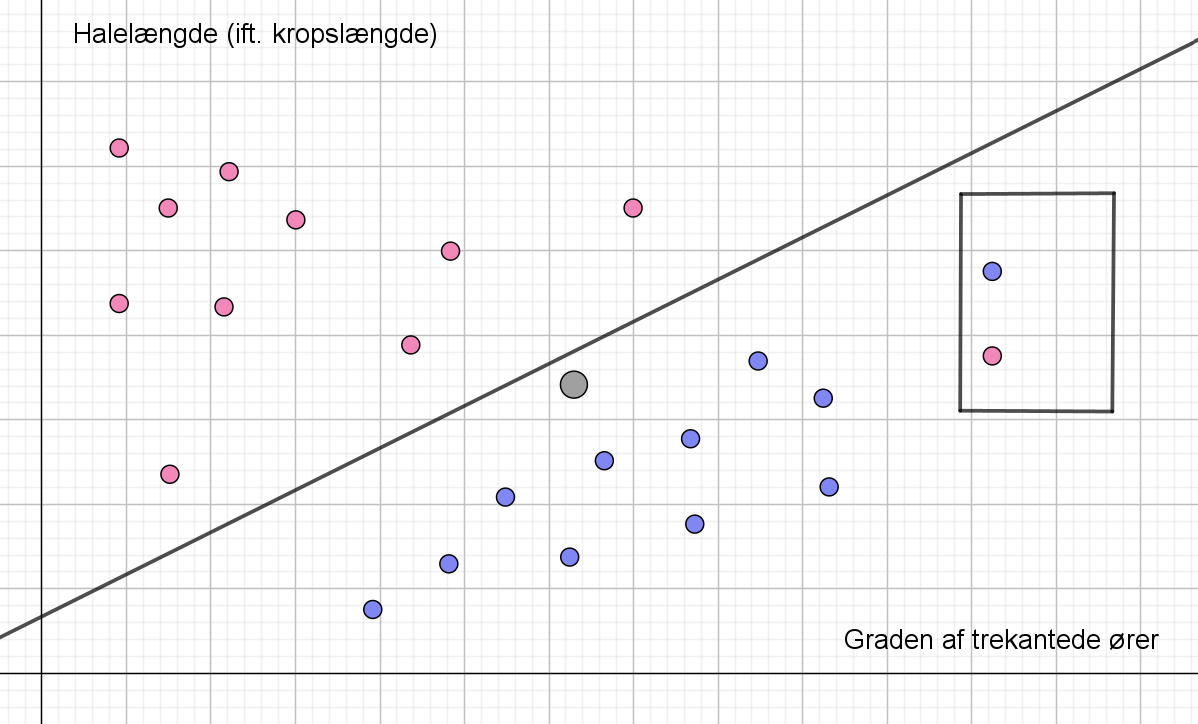 Halelængde (ift. kropslængde)
Graden af trekantede ører